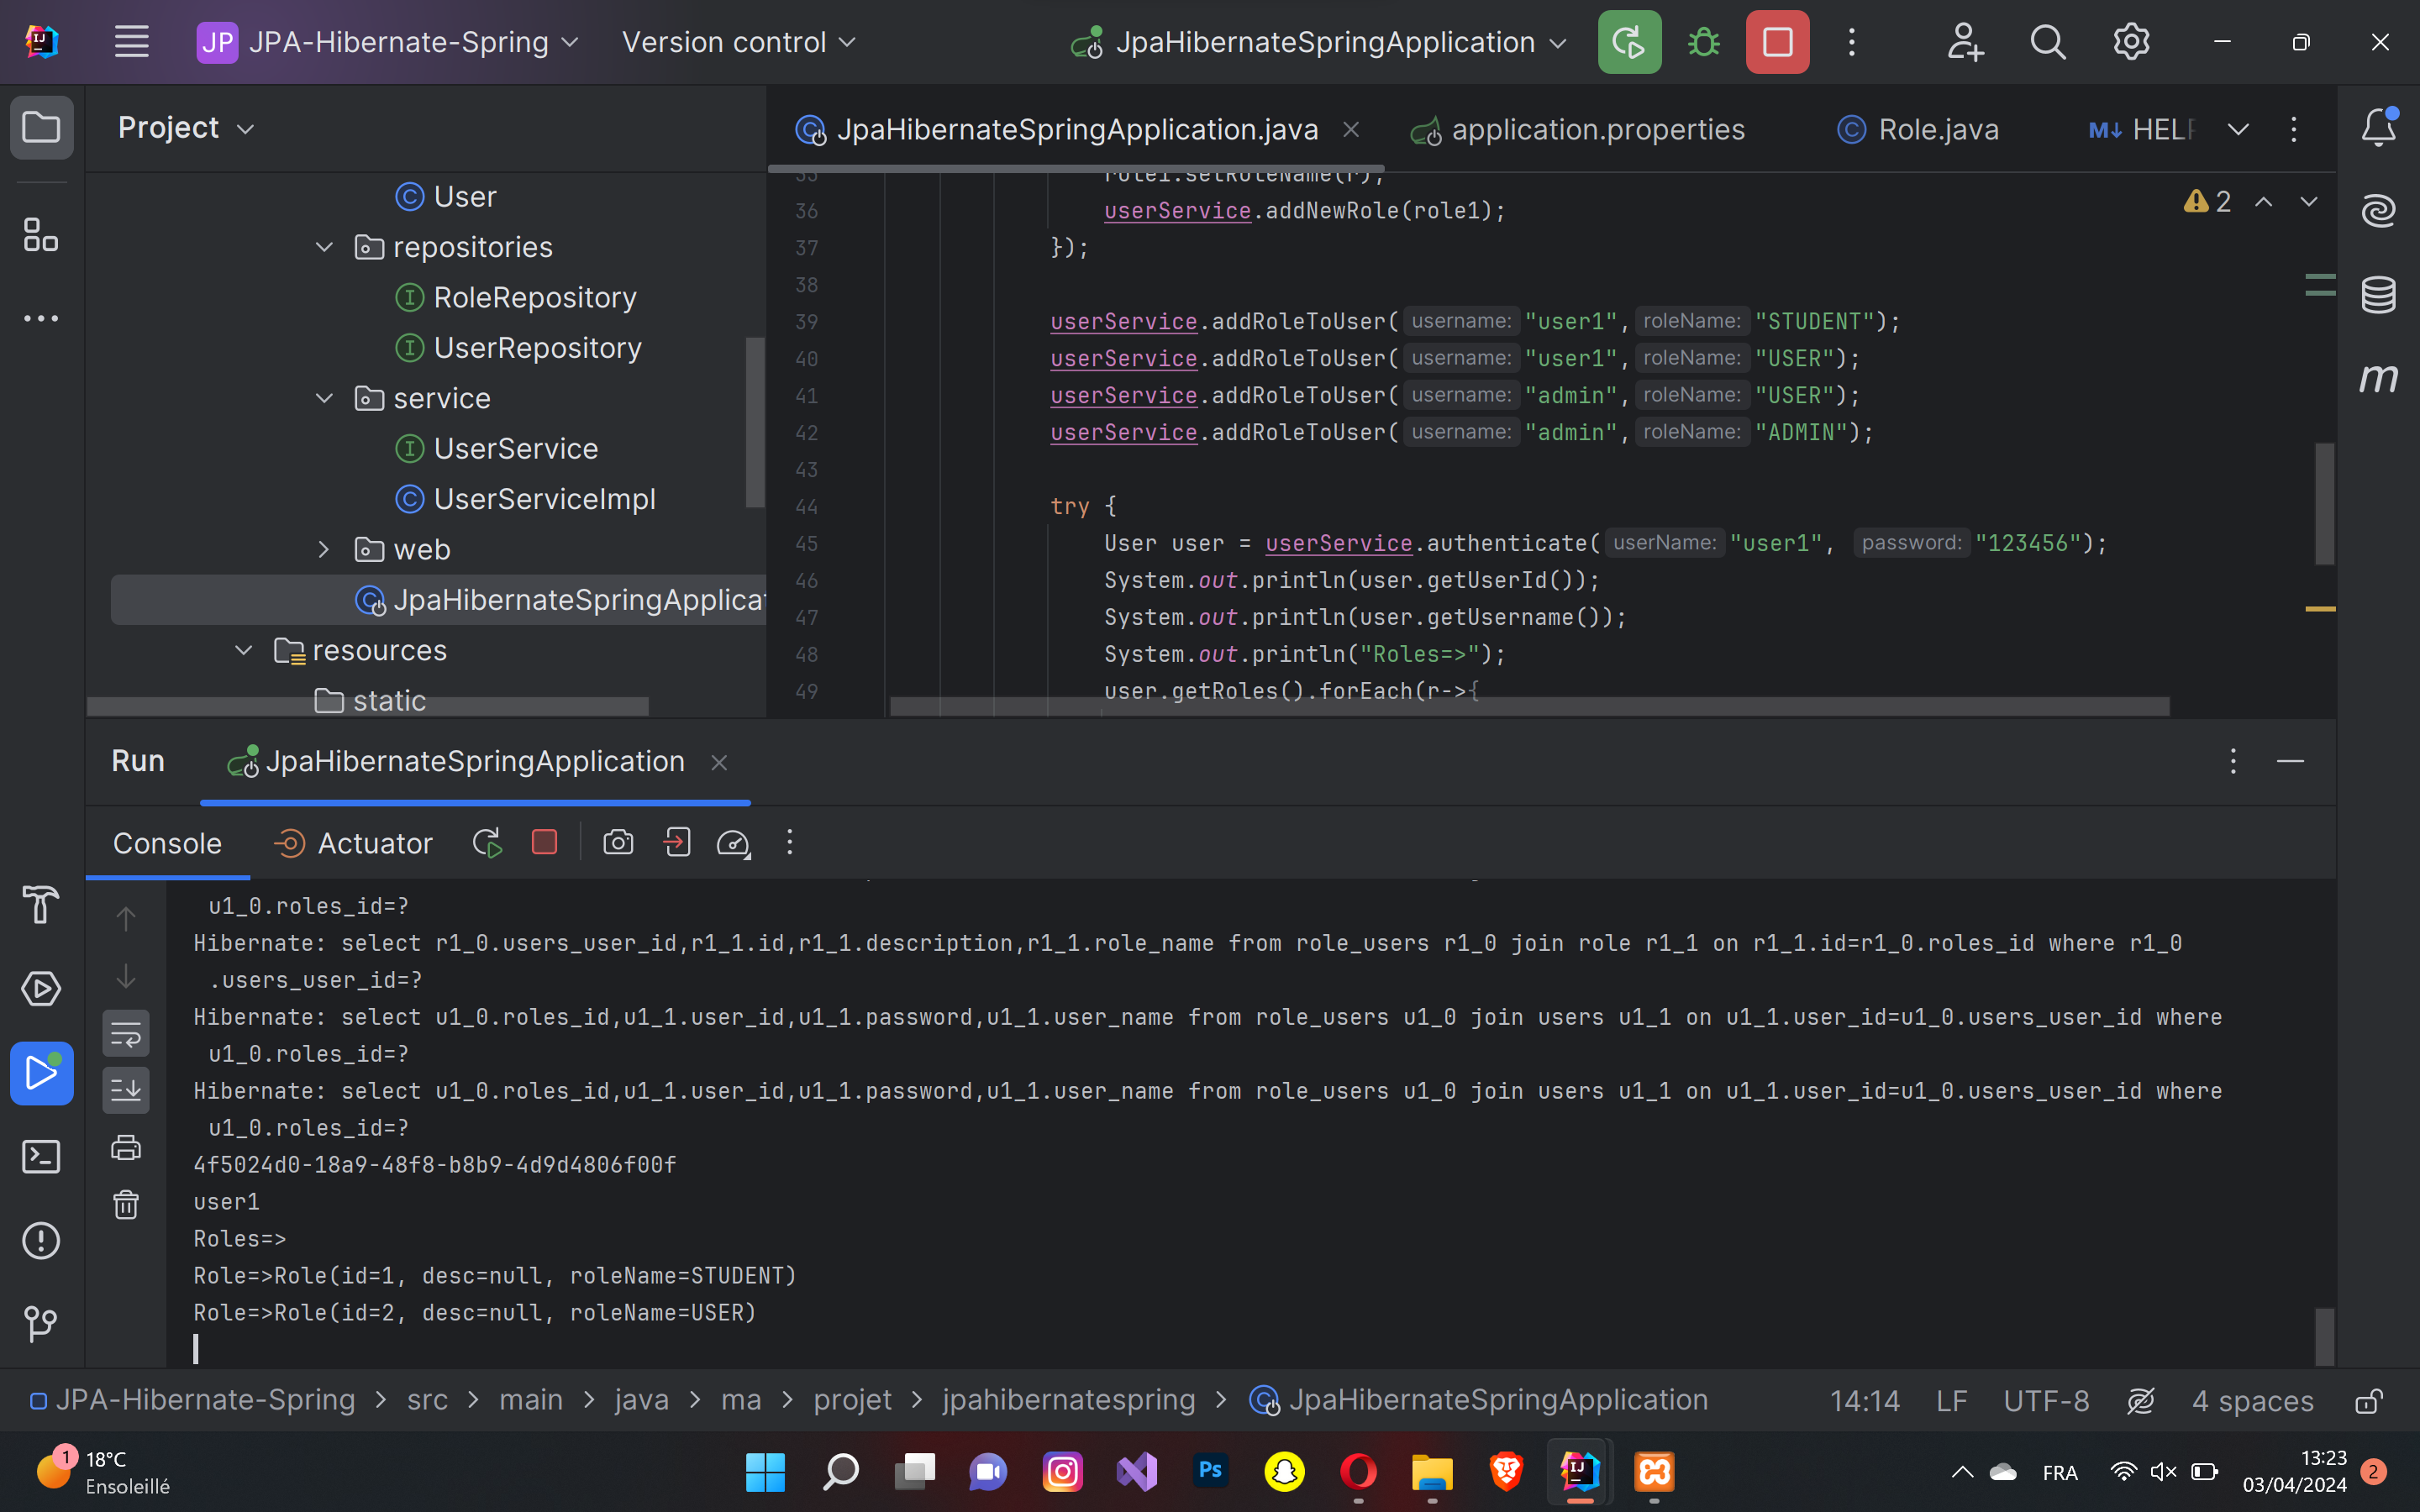 JP JPA-Hibernate-Spring Version control JpaHibernateSpringApplication
Project
JpaHibernateSpringApplication.java application.properties Role.java M↓ HELP
User
repositories
RoleRepository
UserRepository
service
UserService
UserServiceImpl
web
JpaHibernateSpringApplicat
resources
static
2
35 role1.setRoleName(r);
36 userService.addNewRole(role1);
37 });
38
39 userService.addRoleToUser( username: "user1", roleName: "STUDENT");
40 userService.addRoleToUser( username: "user1", roleName: "USER");
41 userService.addRoleToUser( username: "admin", roleName: "USER");
42 userService.addRoleToUser( username: "admin", roleName: "ADMIN");
43
44 try {
45 User user = userService.authenticate( userName: "user1", password: "123456");
46 System.out.println(user.getUserId());
47 System.out.println(user.getUsername());
48 System.out.println("Roles=>");
49 user.getRoles().forEach(r->{
Run JpaHibernateSpringApplication
Console Actuator
u1_0.roles_id=?
Hibernate: select r1_0.users_user_id,r1_1.id,r1_1.description,r1_1.role_name from role_users r1_0 join role r1_1 on r1_1.id=r1_0.roles_id where r1_0
.users_user_id=?
Hibernate: select u1_0.roles_id,u1_1.user_id,u1_1.password,u1_1.user_name from role_users u1_0 join users u1_1 on u1_1.user_id=u1_0.users_user_id where
u1_0.roles_id=?
Hibernate: select u1_0.roles_id,u1_1.user_id,u1_1.password,u1_1.user_name from role_users u1_0 join users u1_1 on u1_1.user_id=u1_0.users_user_id where
u1_0.roles_id=?
4f5024d0-18a9-48f8-b8b9-4d9d4806f00f
user1
Roles=>
Role=>Role(id=1, desc=null, roleName=STUDENT)
Role=>Role(id=2, desc=null, roleName=USER)
JPA-Hibernate-Spring > src > main > java > ma > projet > jpahibernatespring > JpaHibernateSpringApplication 14:14 LF UTF-8 4 spaces
1 18°C
Ensoleillé
Ps
IJ
FRA
13:23
03/04/2024
2